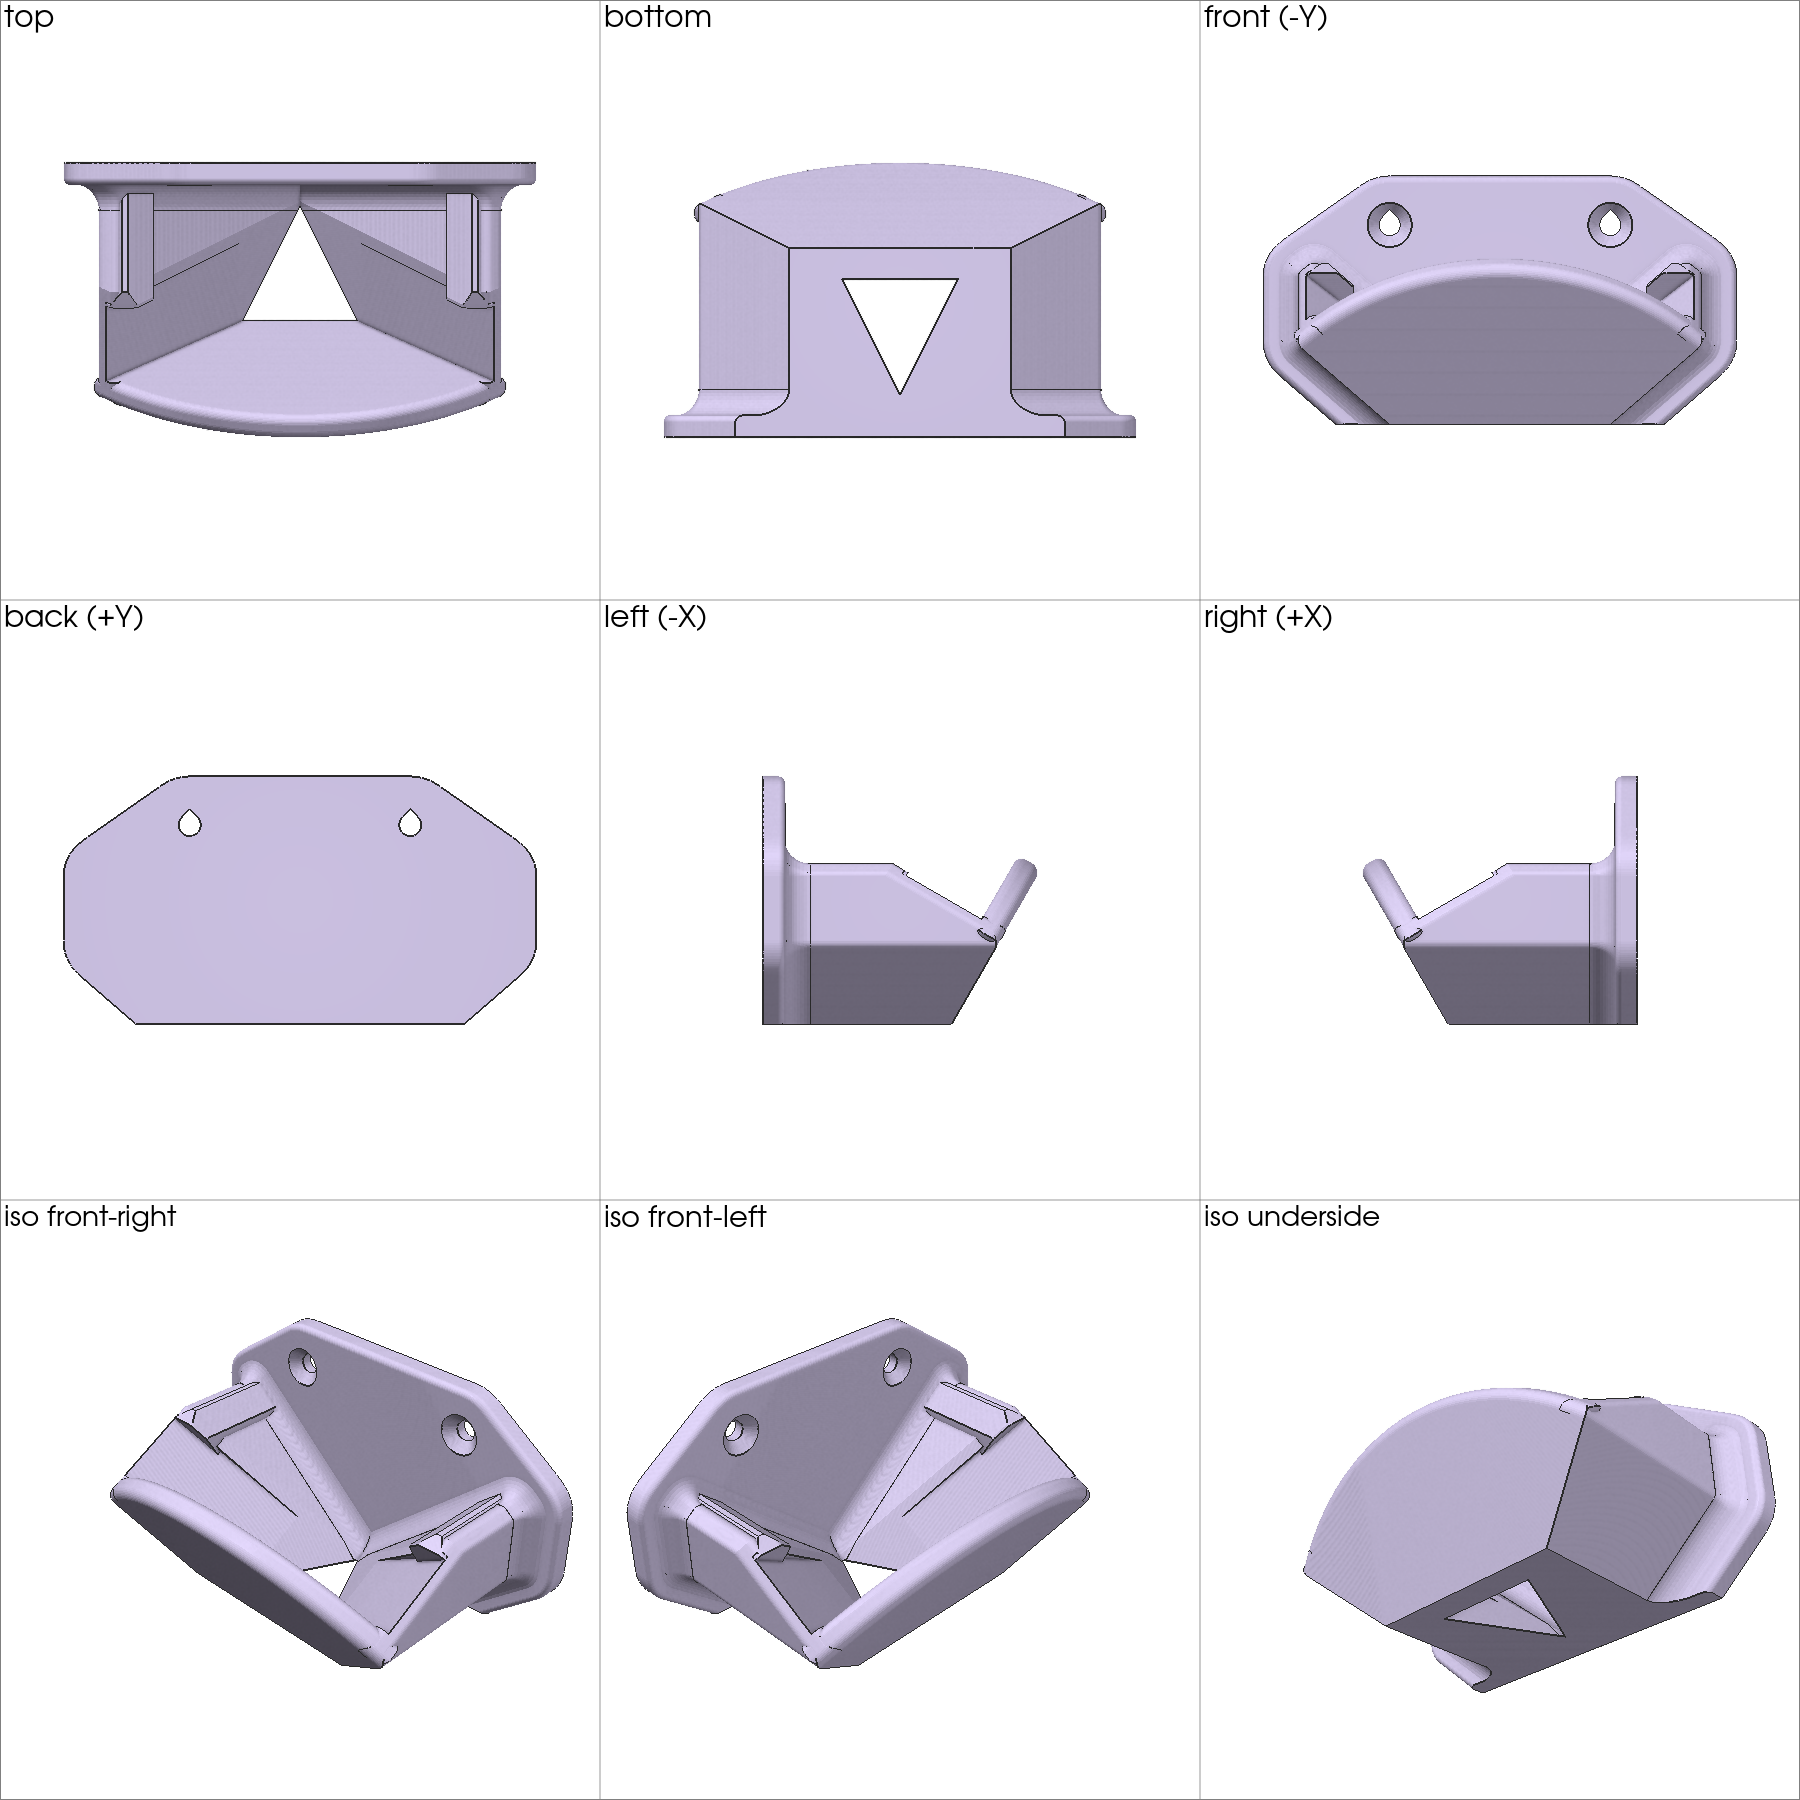 top
bottom
front (-Y)
back (+Y)
left (-X)
right (+X)
iso front-right
iso front-left
iso underside